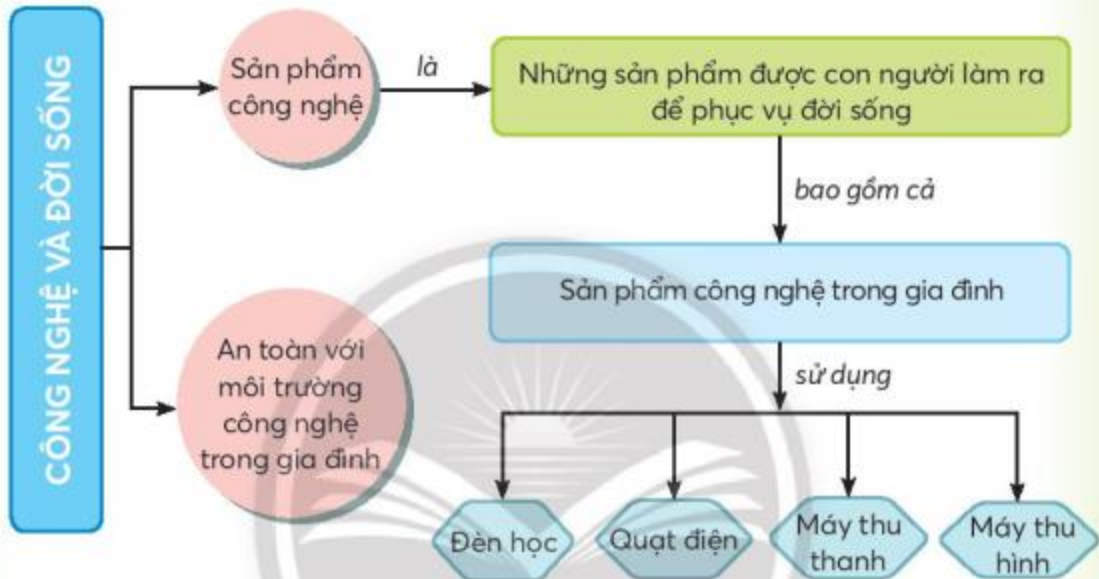 CÔNG NGHỆ VÀ ĐỜI SỐNG
Sản phẩm
công nghệ
là
Những sản phẩm được con người làm ra
để phục vụ đời sống
bao gồm cả
Sản phẩm công nghệ trong gia đình
An toàn với
môi trường
công nghệ
trong gia đình
sử dụng
Đèn học
Quạt điện
Máy thu
thanh
Máy thu
hình